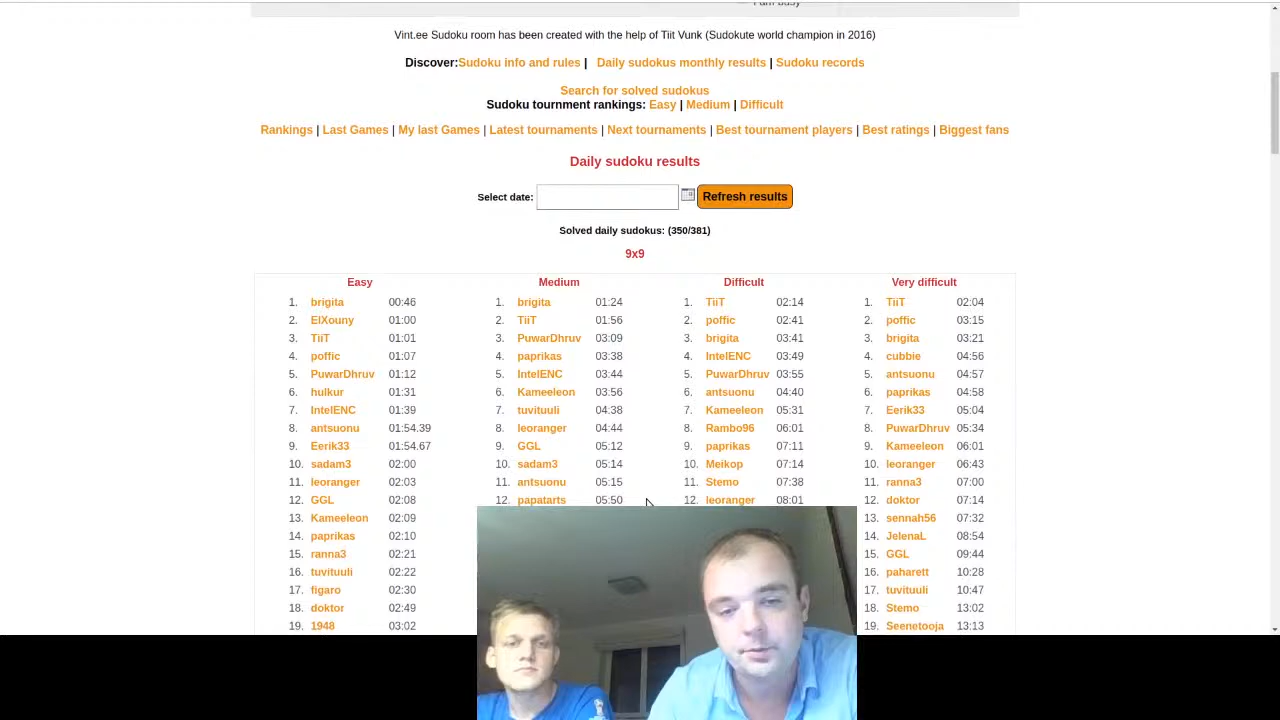 Vint.ee Sudoku room has been created with the help of Tiit Vunk (Sudokute world champion in 2016)
Discover:Sudoku info and rules | Daily sudokus monthly results | Sudoku records
Search for solved sudokus
Sudoku tournment rankings: Easy | Medium | Difficult
Rankings | Last Games | My last Games | Latest tournaments | Next tournaments | Best tournament players | Best ratings | Biggest fans
Daily sudoku results
Select date: Refresh results
Solved daily sudokus: (350/381)
9x9
Easy Medium Difficult Very difficult
1. brigita 00:46 1. brigita 01:24 1. TiiT 02:14 1. TiiT 02:04
2. ElXouny 01:00 2. TiiT 01:56 2. poffic 02:41 2. poffic 03:15
3. TiiT 01:01 3. PuwarDhruv 03:09 3. brigita 03:41 3. brigita 03:21
4. poffic 01:07 4. paprikas 03:38 4. IntelENC 03:49 4. cubbie 04:56
5. PuwarDhruv 01:12 5. IntelENC 03:44 5. PuwarDhruv 03:55 5. antsuonu 04:57
6. hulkur 01:31 6. Kameeleon 03:56 6. antsuonu 04:40 6. paprikas 04:58
7. IntelENC 01:39 7. tuvituuli 04:38 7. Kameeleon 05:31 7. Eerik33 05:04
8. antsuonu 01:54.39 8. leoranger 04:44 8. Rambo96 06:01 8. PuwarDhruv 05:34
9. Eerik33 01:54.67 9. GGL 05:12 9. paprikas 07:11 9. Kameeleon 06:01
10. sadam3 02:00 10. sadam3 05:14 10. Meikop 07:14 10. leoranger 06:43
11. leoranger 02:03 11. antsuonu 05:15 11. Stemo 07:38 11. ranna3 07:00
12. GGL 02:08 12. papatarts 05:50 12. leoranger 08:01 12. doktor 07:14
13. Kameeleon 02:09 13. sennah56 07:32
14. paprikas 02:10 14. JelenaL 08:54
15. ranna3 02:21 15. GGL 09:44
16. tuvituuli 02:22 16. paharett 10:28
17. figaro 02:30 17. tuvituuli 10:47
18. doktor 02:49 18. Stemo 13:02
19. 1948 03:02 19. Seenetooja 13:13